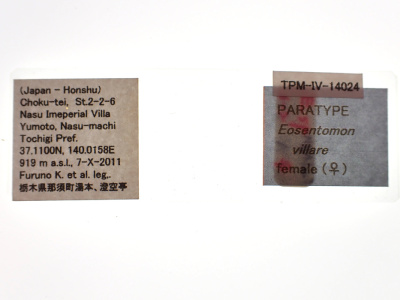 (Japan - Honshu)
Choku-tei, St.2-2-6
Nasu Imeperial Villa
Yumoto, Nasu-machi
Tochigi Pref.
37.1100N, 140.0158E
919 m a.s.l., 7-X-2011
Furuno K. et al. leg..
栃木県那須町湯本、澄空亭
TPM-IV-14024
PARATYPE
Eosentomon
villare
female (♀)